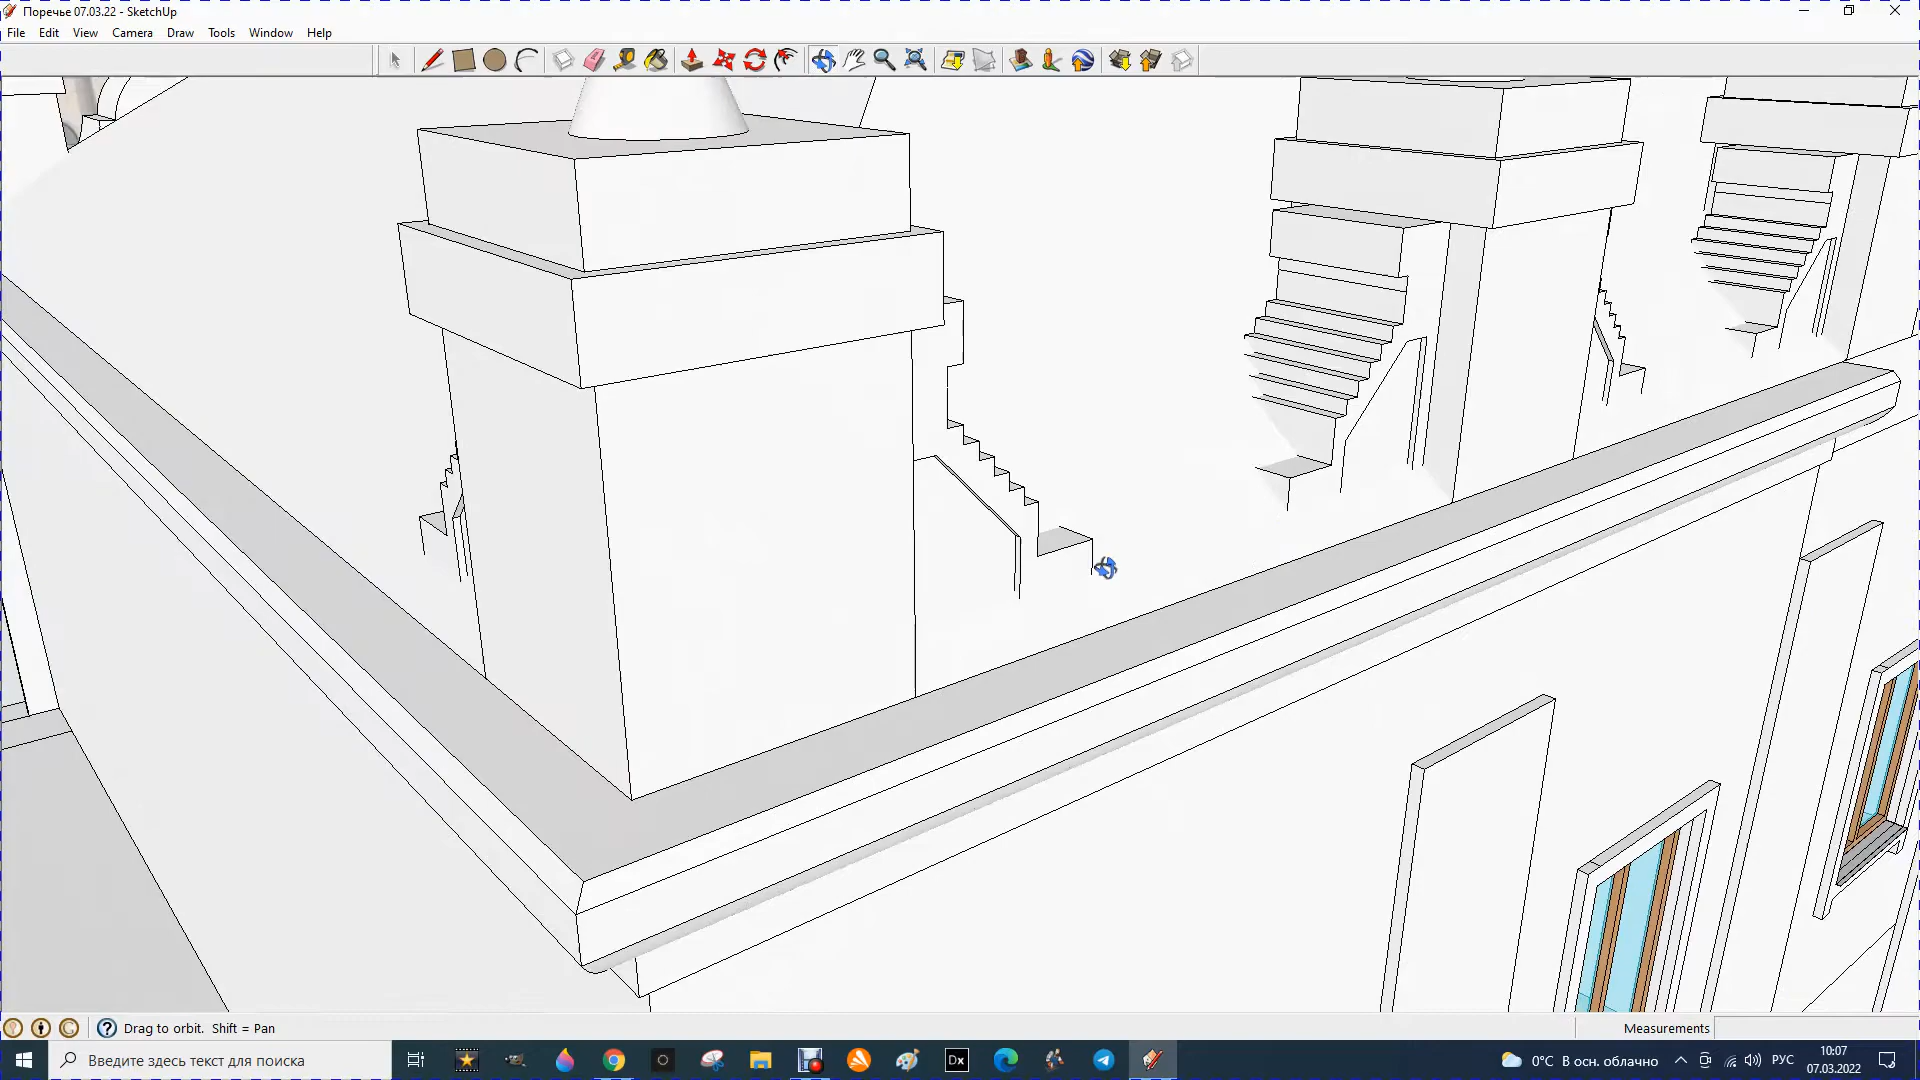 Поречье 07.03.22 - SketchUp
File Edit View Camera Draw Tools Window Help
Drag to orbit. Shift = Pan
Measurements
Введите здесь текст для поиска
Dx
0°C В осн. облачно
РУС
10:07
07.03.2022